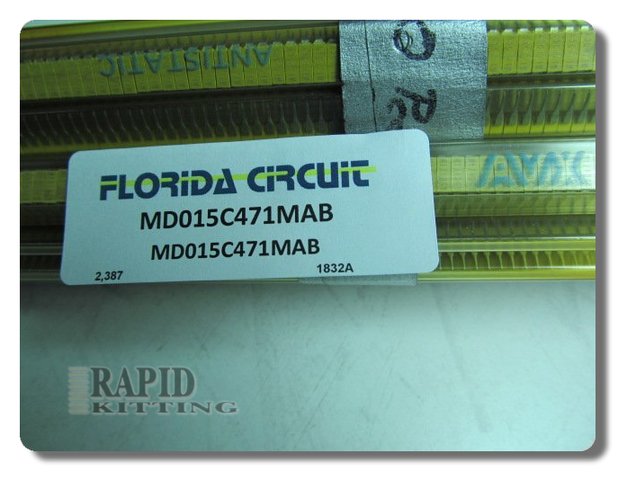 ANTISTATIC
FLORIDA CIRCUIT
MD015C471MAB
MD015C471MAB
2,387
1832A
RAPID
KITTING